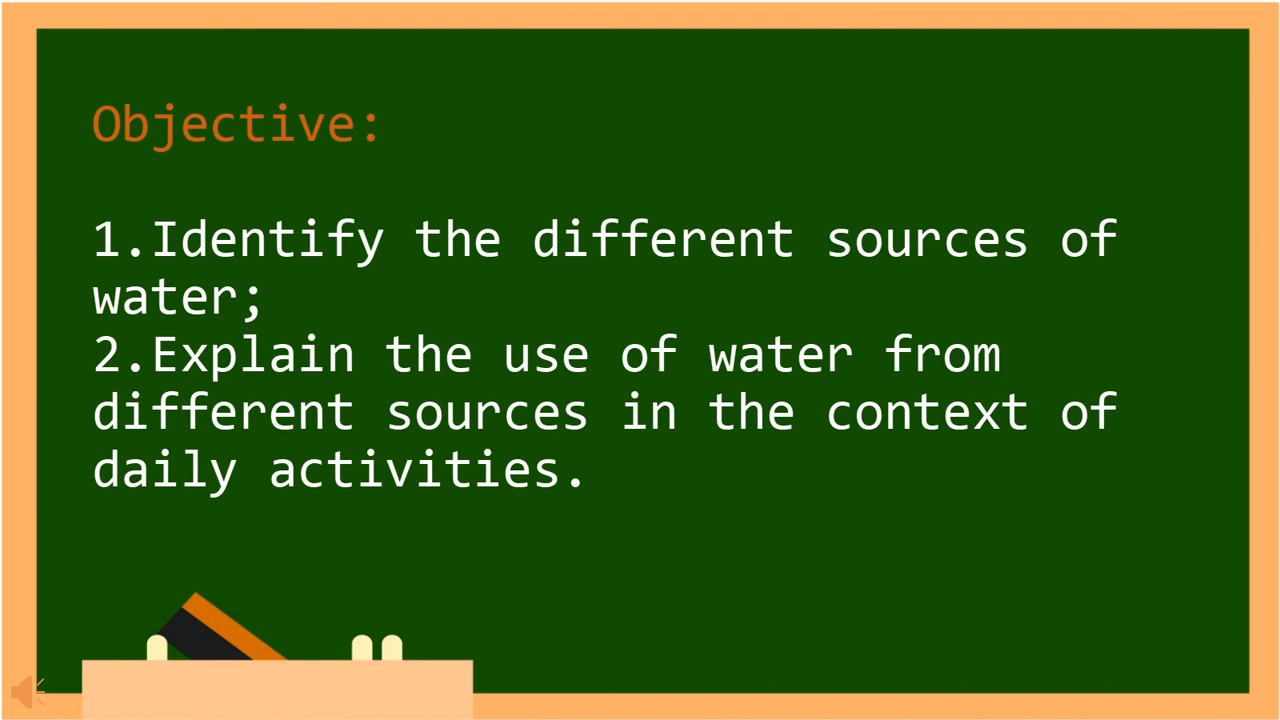 Objective:
1.Identify the different sources of
water;
2.Explain the use of water from
different sources in the context of
daily activities.